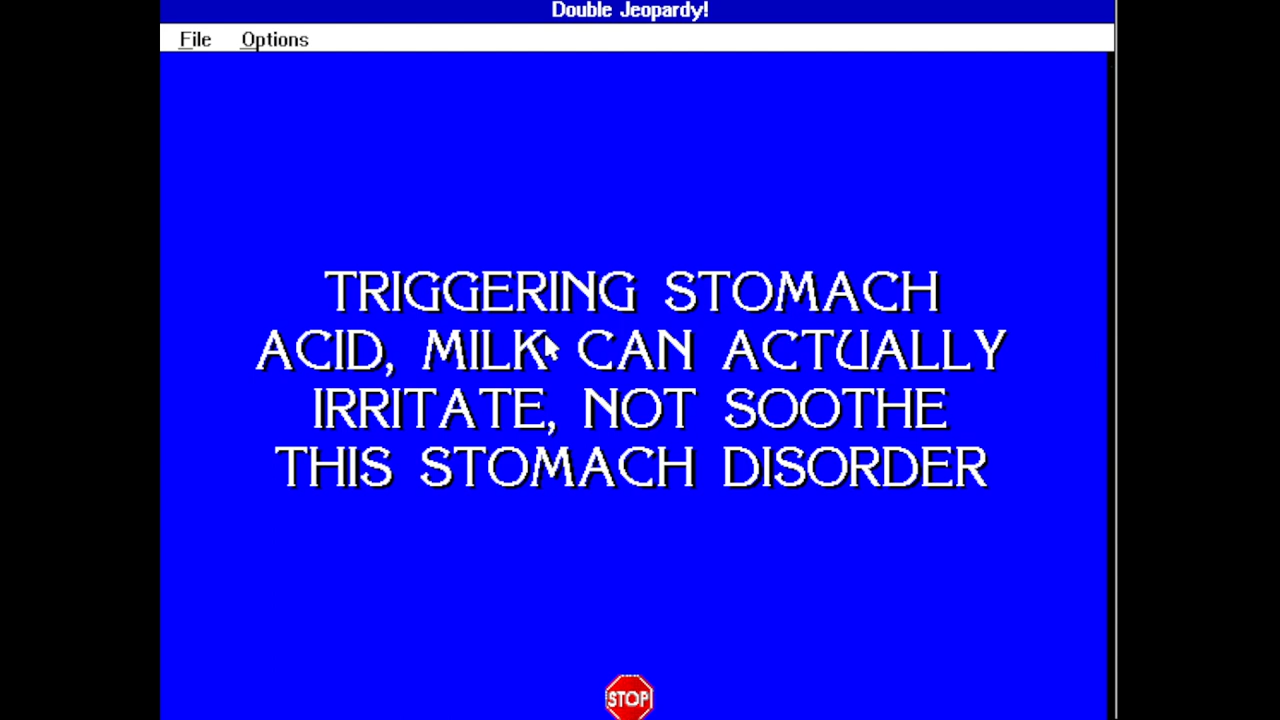 Double Jeopardy!
File Options
TRIGGERING STOMACH
ACID, MILK CAN ACTUALLY
IRRITATE, NOT SOOTHE
THIS STOMACH DISORDER
STOP